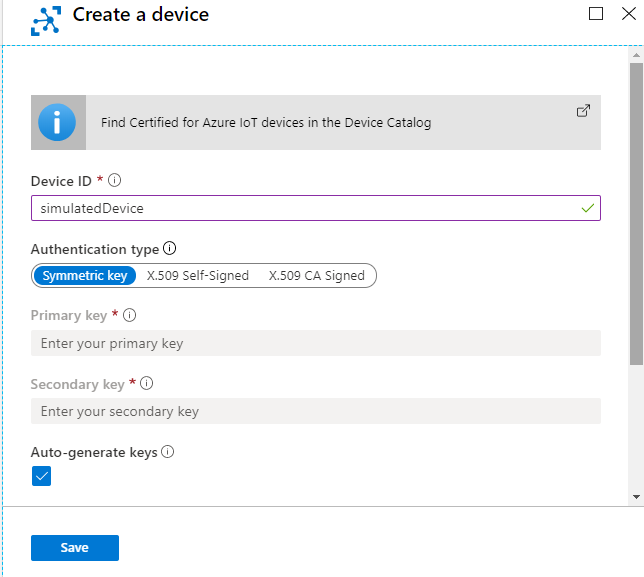 Create a device
Find Certified for Azure IoT devices in the Device Catalog
Device ID *
simulatedDevice
Authentication type
Symmetric key X.509 Self-Signed X.509 CA Signed
Primary key *
Enter your primary key
Secondary key *
Enter your secondary key
Auto-generate keys
Save